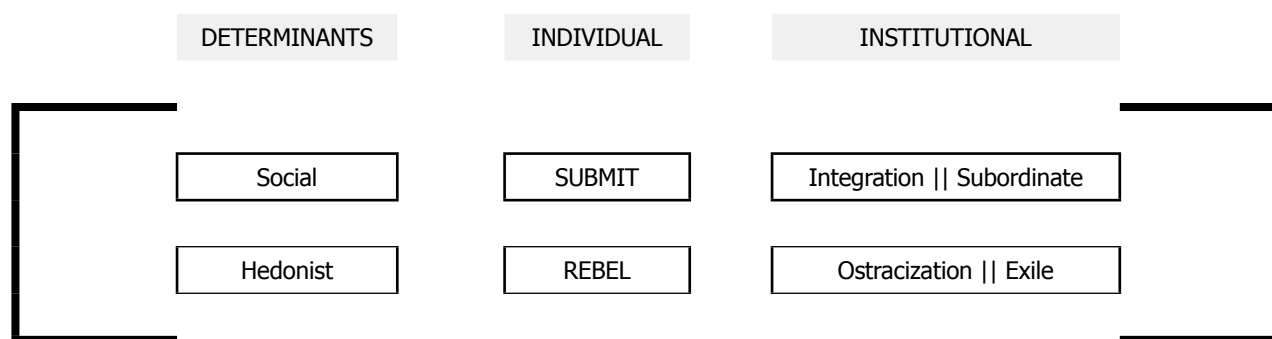 DETERMINANTS INDIVIDUAL INSTITUTIONAL
Social SUBMIT Integration || Subordinate
Hedonist REBEL Ostracization || Exile